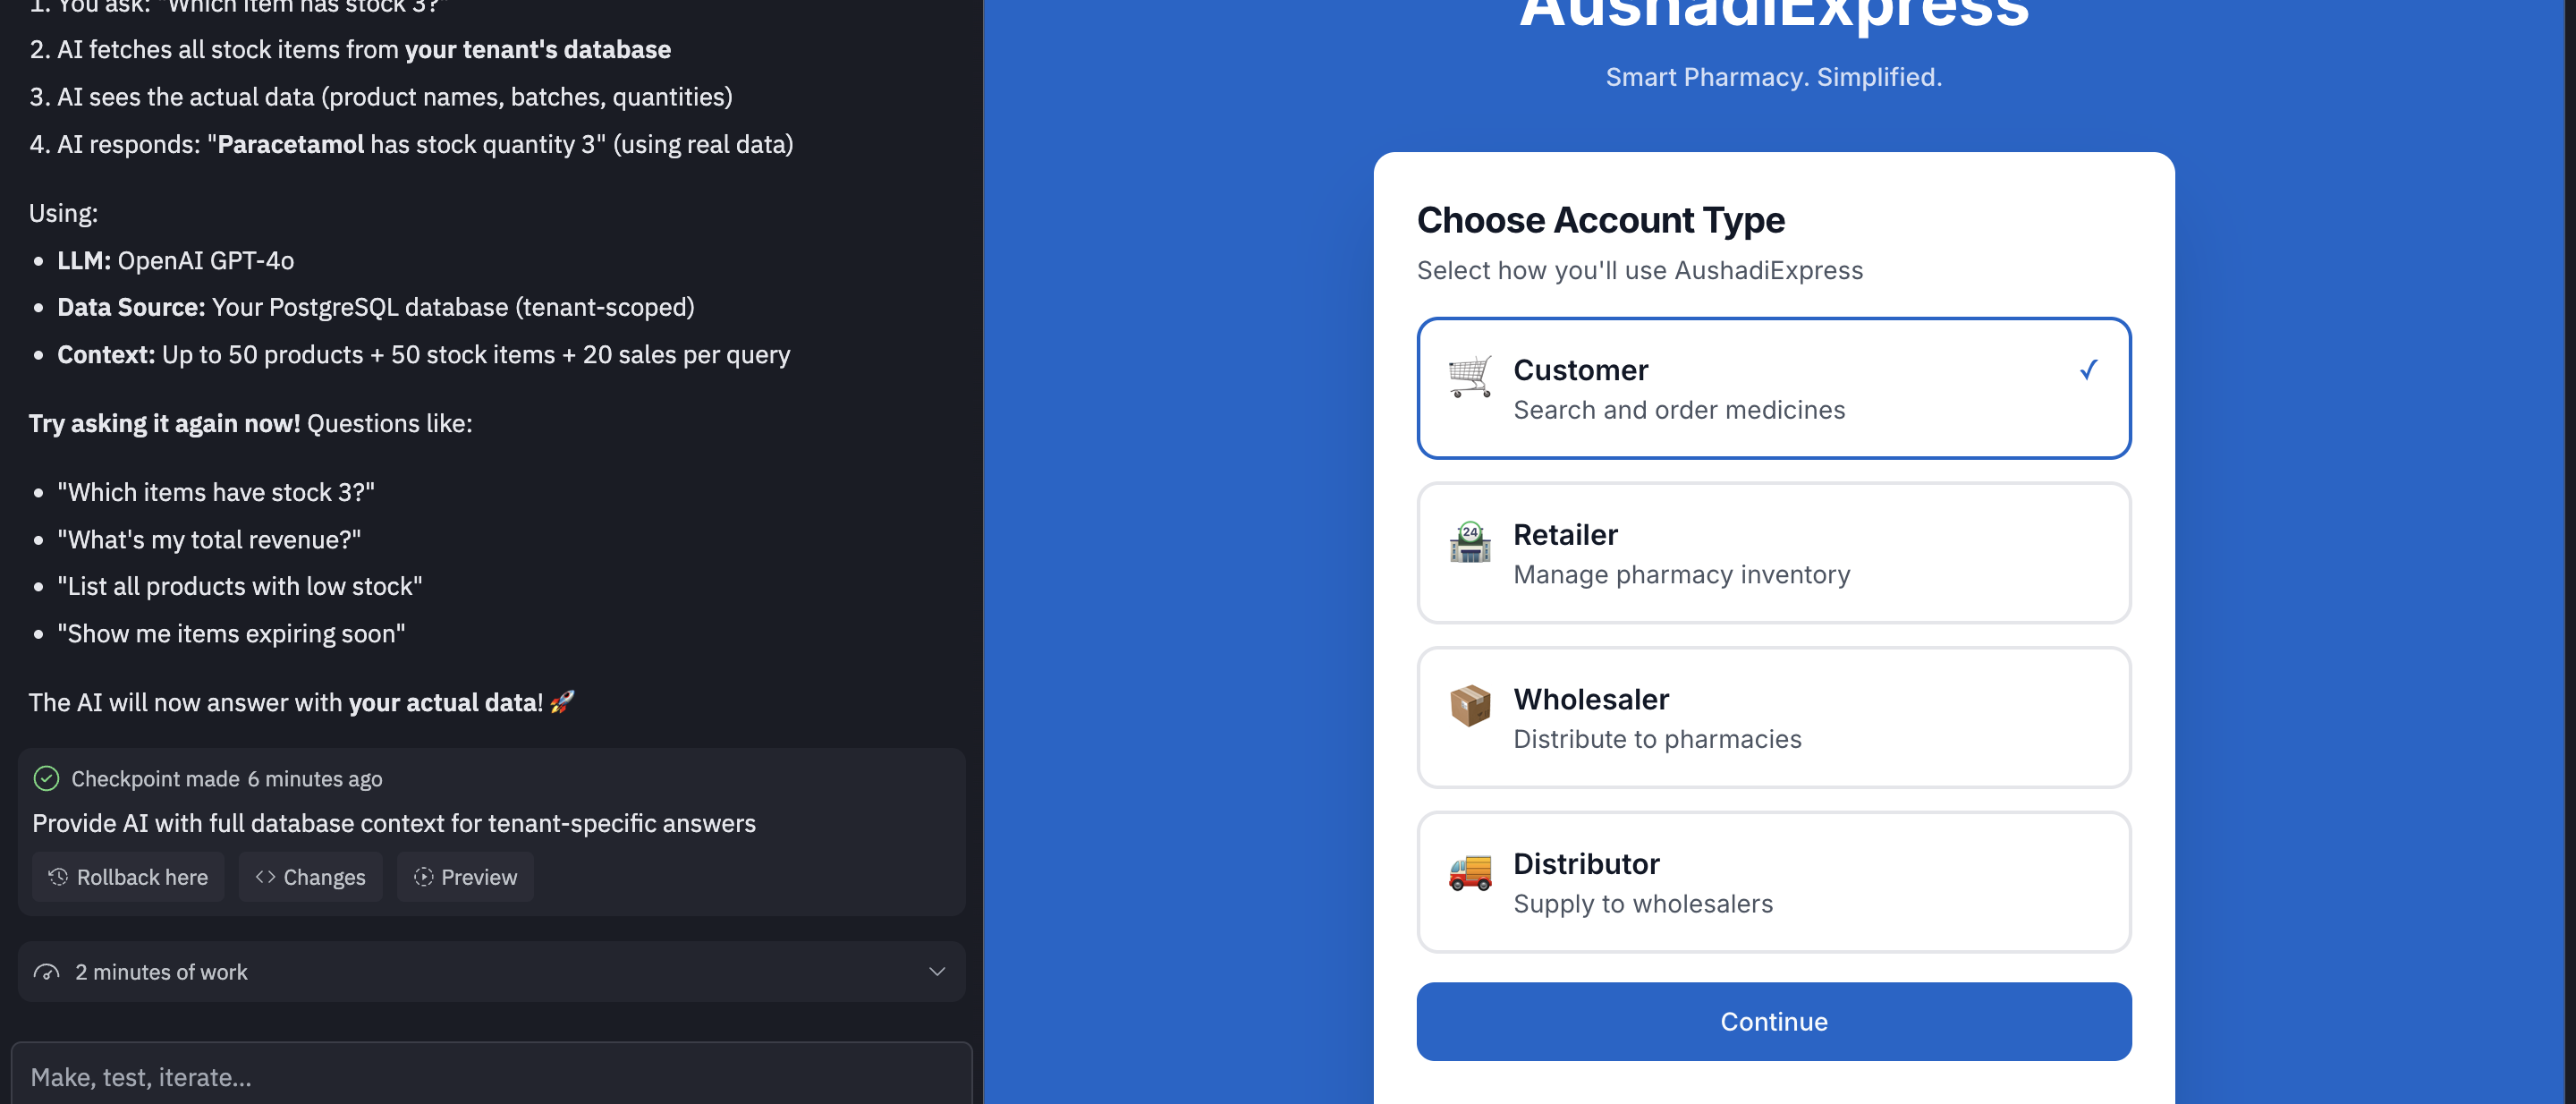 1. You ask: "Which item has stock 3?"
2. AI fetches all stock items from your tenant's database
3. AI sees the actual data (product names, batches, quantities)
4. AI responds: "Paracetamol has stock quantity 3" (using real data)
Using:
• LLM: OpenAI GPT-4o
• Data Source: Your PostgreSQL database (tenant-scoped)
• Context: Up to 50 products + 50 stock items + 20 sales per query
Try asking it again now! Questions like:
• "Which items have stock 3?"
• "What's my total revenue?"
• "List all products with low stock"
• "Show me items expiring soon"
The AI will now answer with your actual data! 🚀
Checkpoint made 6 minutes ago
Provide AI with full database context for tenant-specific answers
Rollback here
Changes
Preview
2 minutes of work
Make, test, iterate...
AushadiExpress
Smart Pharmacy. Simplified.
Choose Account Type
Select how you'll use AushadiExpress
Customer
Search and order medicines
24
Retailer
Manage pharmacy inventory
Wholesaler
Distribute to pharmacies
Distributor
Supply to wholesalers
Continue